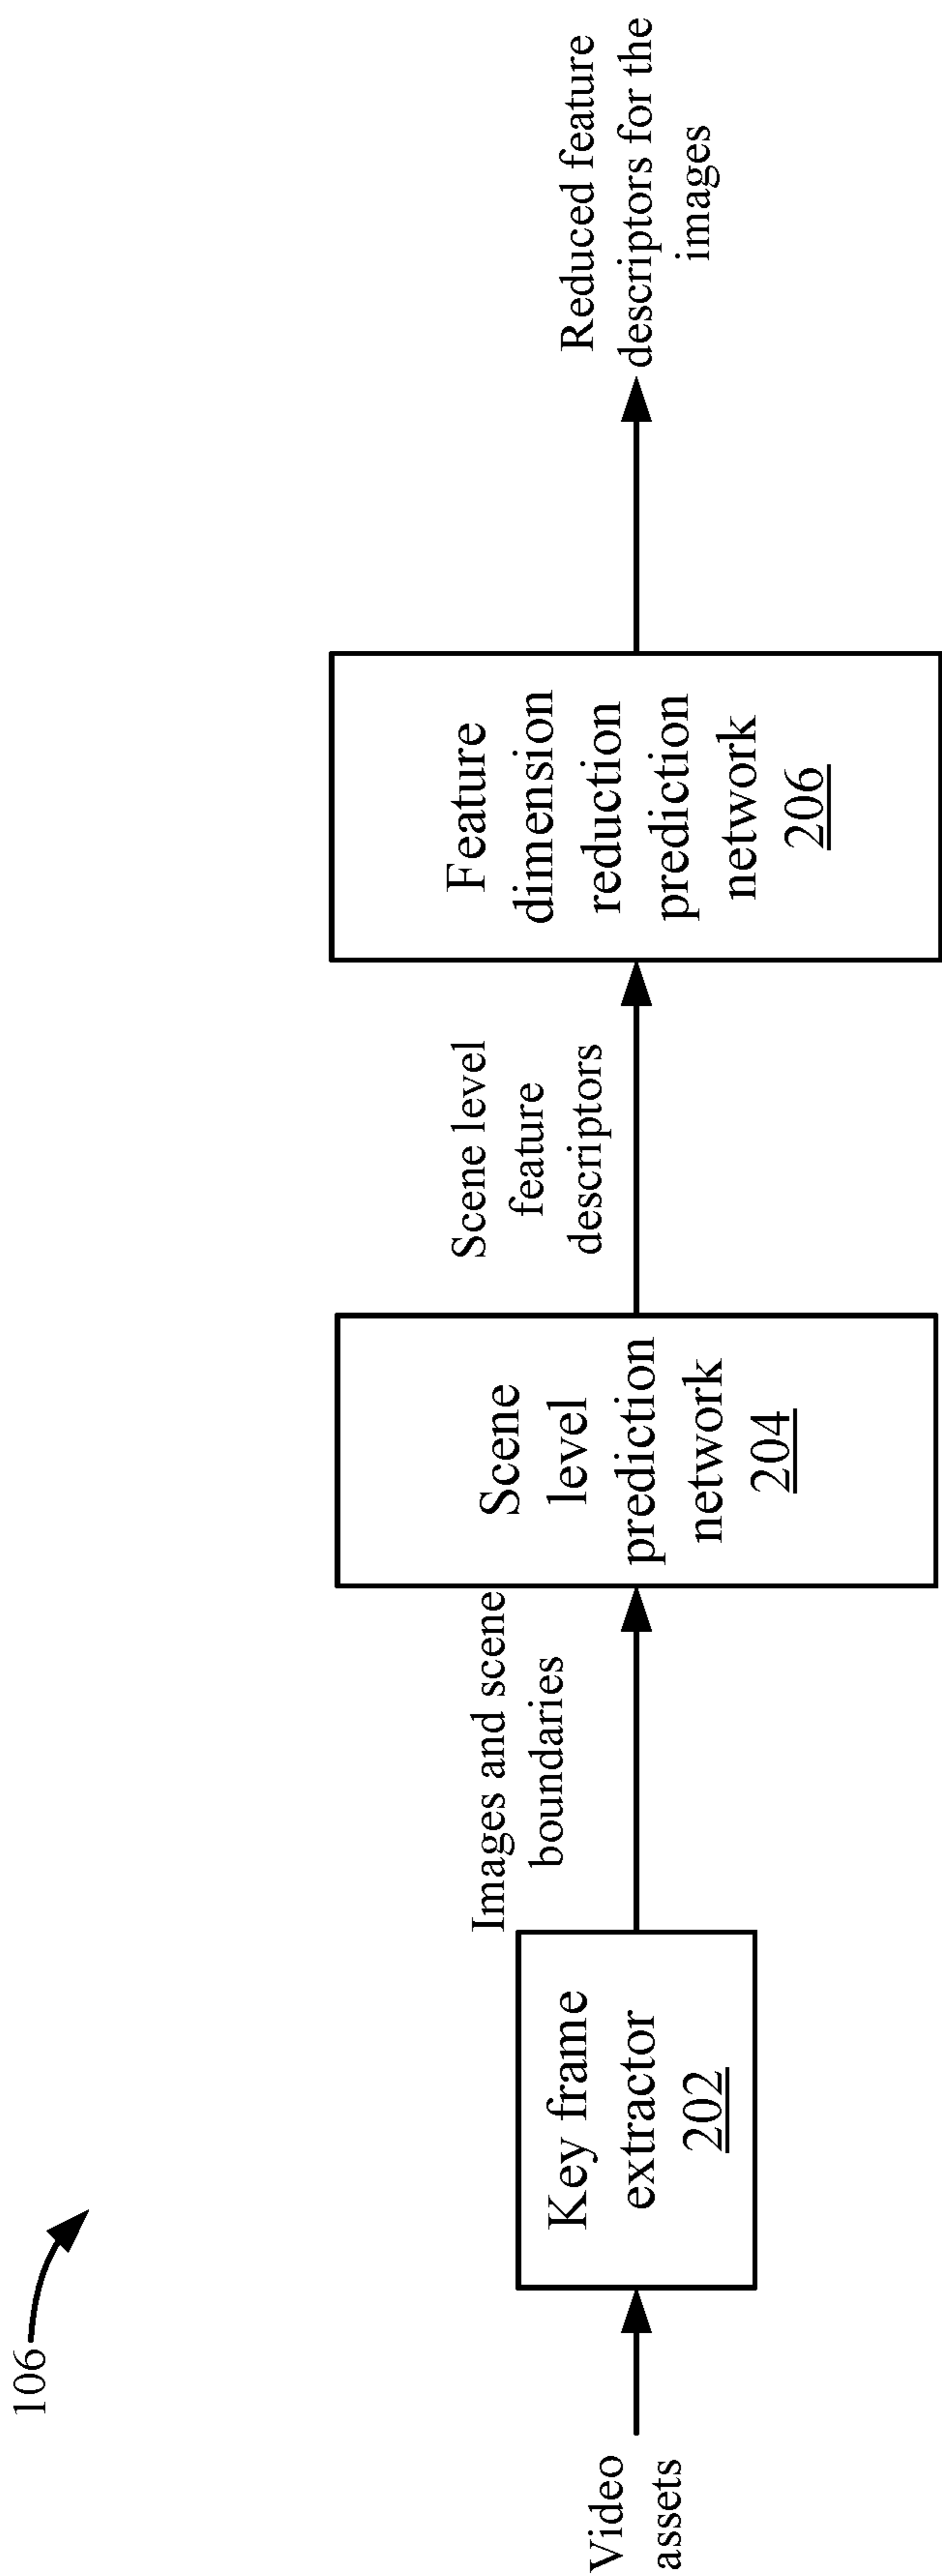 106
Video
assets
Key frame
extractor
202
Images and scene
boundaries
Scene
level
prediction
network
204
Scene level
feature
descriptors
Feature
dimension
reduction
prediction
network
206
Reduced feature
descriptors for the
images